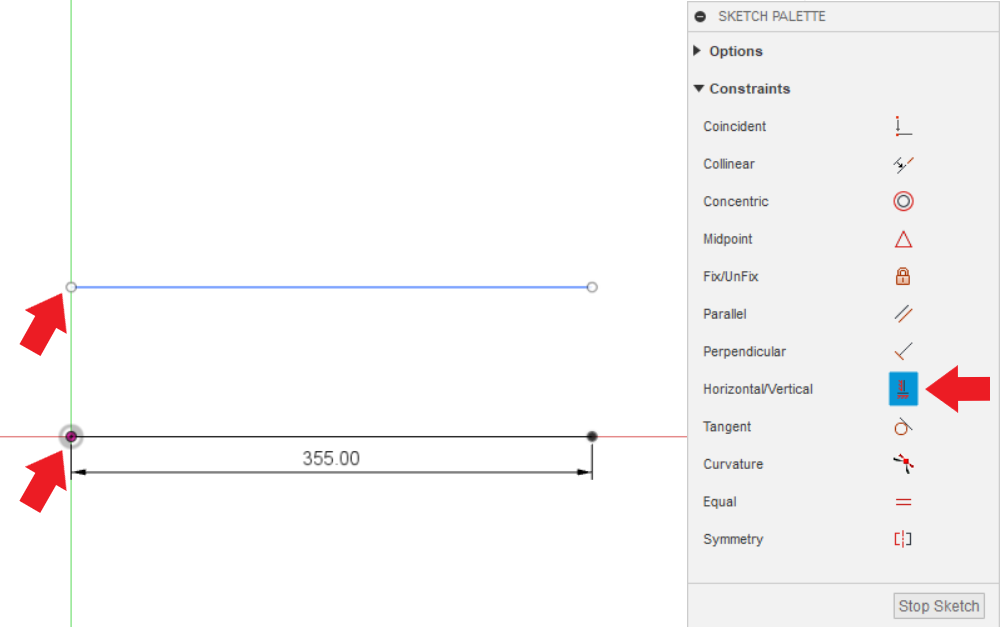 SKETCH PALETTE
Options
Constraints
Coincident
Collinear
Concentric
Midpoint
Fix/UnFix
Parallel
Perpendicular
Horizontal/Vertical
Tangent
Curvature
Equal
Symmetry
Stop Sketch
355.00